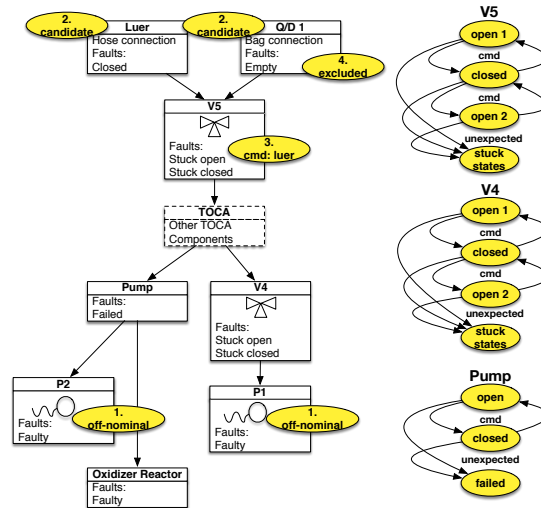 Luer
Hose connection
Faults:
Closed
2.
candidate
Q/D 1
Bag connection
Faults:
Empty
2.
candidate
4.
excluded
V5
Faults:
Stuck open
Stuck closed
3.
cmd: luer
TOCA
Other TOCA
Components
Pump
Faults:
Failed
V4
Faults:
Stuck open
Stuck closed
P2
Faults:
Faulty
1.
off-nominal
P1
Faults:
Faulty
1.
off-nominal
Oxidizer Reactor
Faults:
Faulty
V5
open 1
cmd
closed
cmd
open 2
unexpected
stuck
states
V4
open 1
cmd
closed
cmd
open 2
unexpected
stuck
states
Pump
open
cmd
closed
unexpected
failed